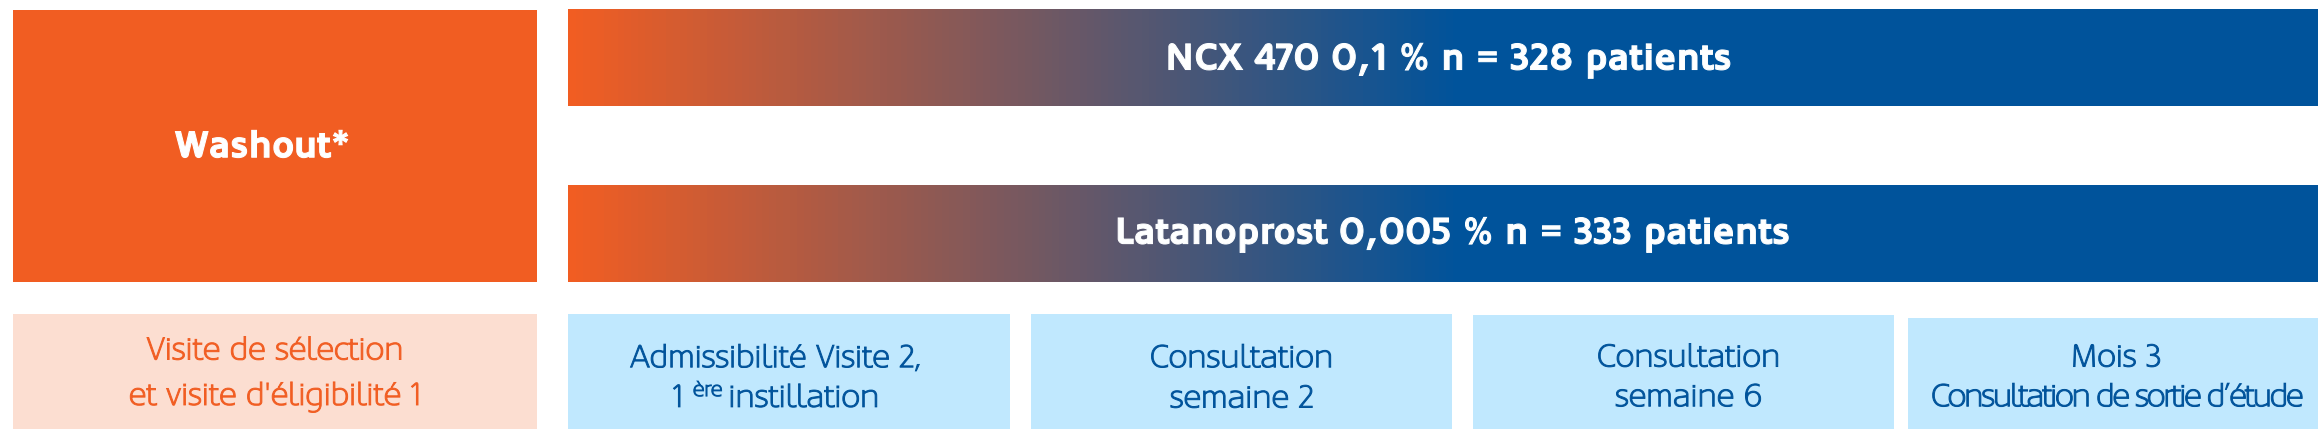 Washout*
NCX 470 0,1 % n = 328 patients
Latanoprost 0,005 % n = 333 patients
Visite de sélection
et visite d'éligibilité 1
Admissibilité Visite 2,
1 ère instillation
Consultation
semaine 2
Consultation
semaine 6
Mois 3
Consultation de sortie d’étude